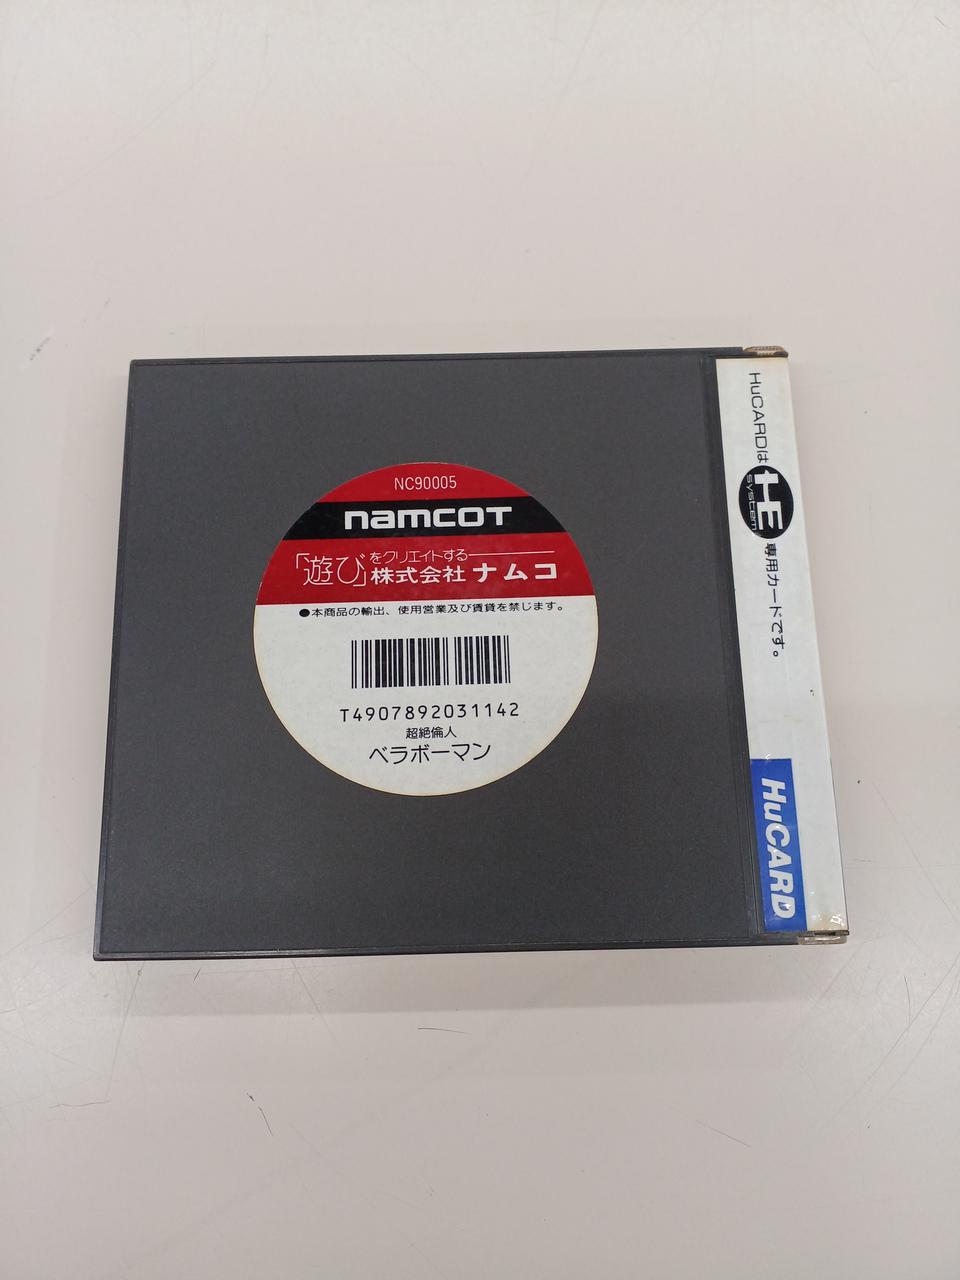 NC90005
namcot
「遊び」をクリエイトする
株式会社ナムコ
●本商品の輸出、使用営業及び賃貸を禁じます。
T4907892031142
超絶倫人
ベラボーマン
HuCARDは HE system 専用カードです。
HuCARD